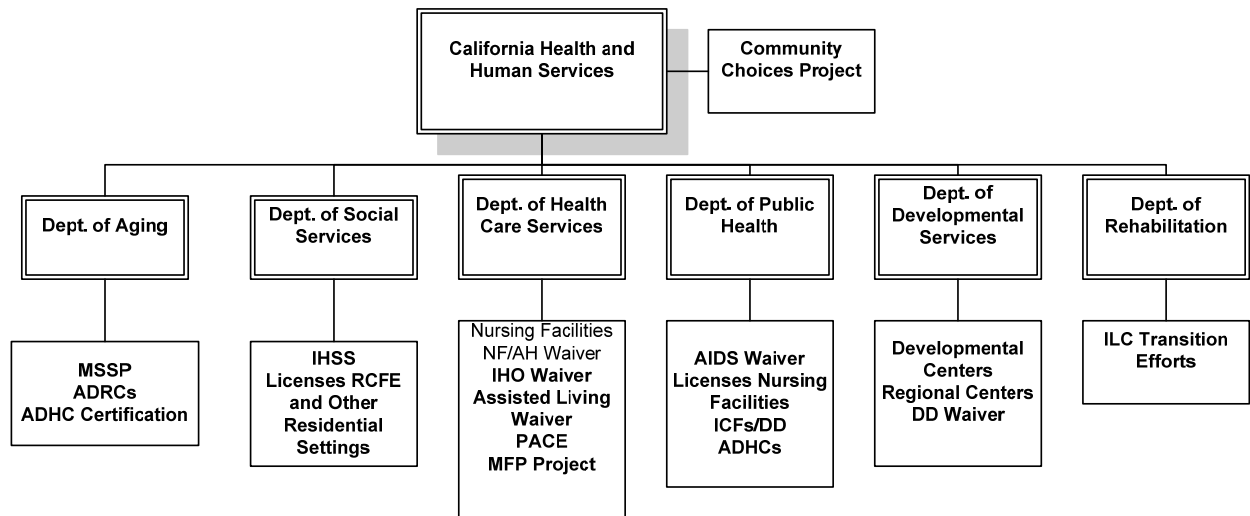 California Health and
Human Services
Community
Choices Project
Dept. of Aging
Dept. of Social
Services
Dept. of Health
Care Services
Dept. of Public
Health
Dept. of
Developmental
Services
Dept. of
Rehabilitation
MSSP
ADRCs
ADHC Certification
IHSS
Licenses RCFE
and Other
Residential
Settings
Nursing Facilities
NF/AH Waiver
IHO Waiver
Assisted Living
Waiver
PACE
MFP Project
AIDS Waiver
Licenses Nursing
Facilities
ICFs/DD
ADHCs
Developmental
Centers
Regional Centers
DD Waiver
ILC Transition
Efforts